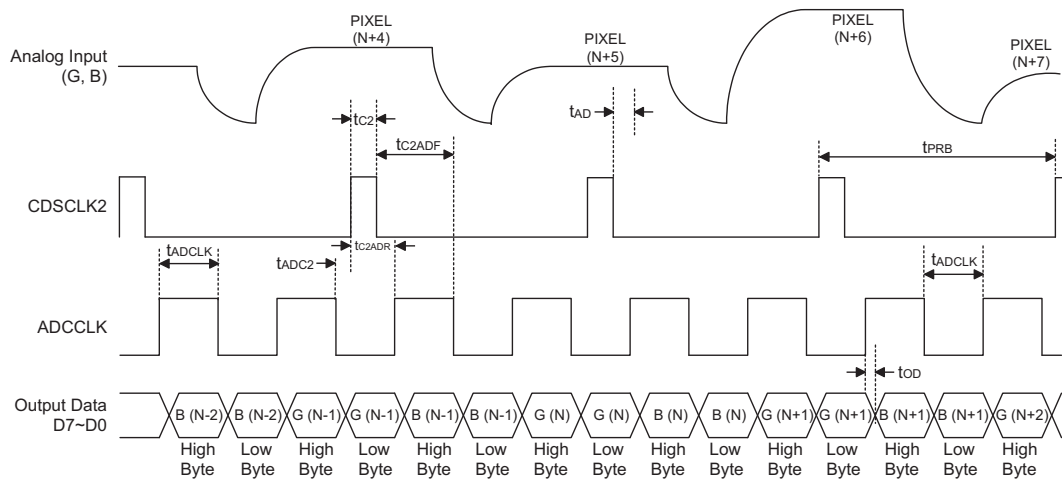 PIXEL
(N+4)
PIXEL
(N+5)
PIXEL
(N+6)
PIXEL
(N+7)
Analog Input
(G, B)
tC2
tAD
tC2ADF
tPRB
CDSCLK2
tADCLK
tC2ADR
tADC2
tADCLK
ADCCLK
tOD
Output Data
D7~D0
B (N-2) B (N-2) G (N-1) G (N-1) B (N-1) B (N-1) G (N) G (N) B (N) B (N) G (N+1) G (N+1) B (N+1) B (N+1) G (N+2)
High Low High Low High Low High Low High Low High Low High Low High
Byte Byte Byte Byte Byte Byte Byte Byte Byte Byte Byte Byte Byte Byte Byte